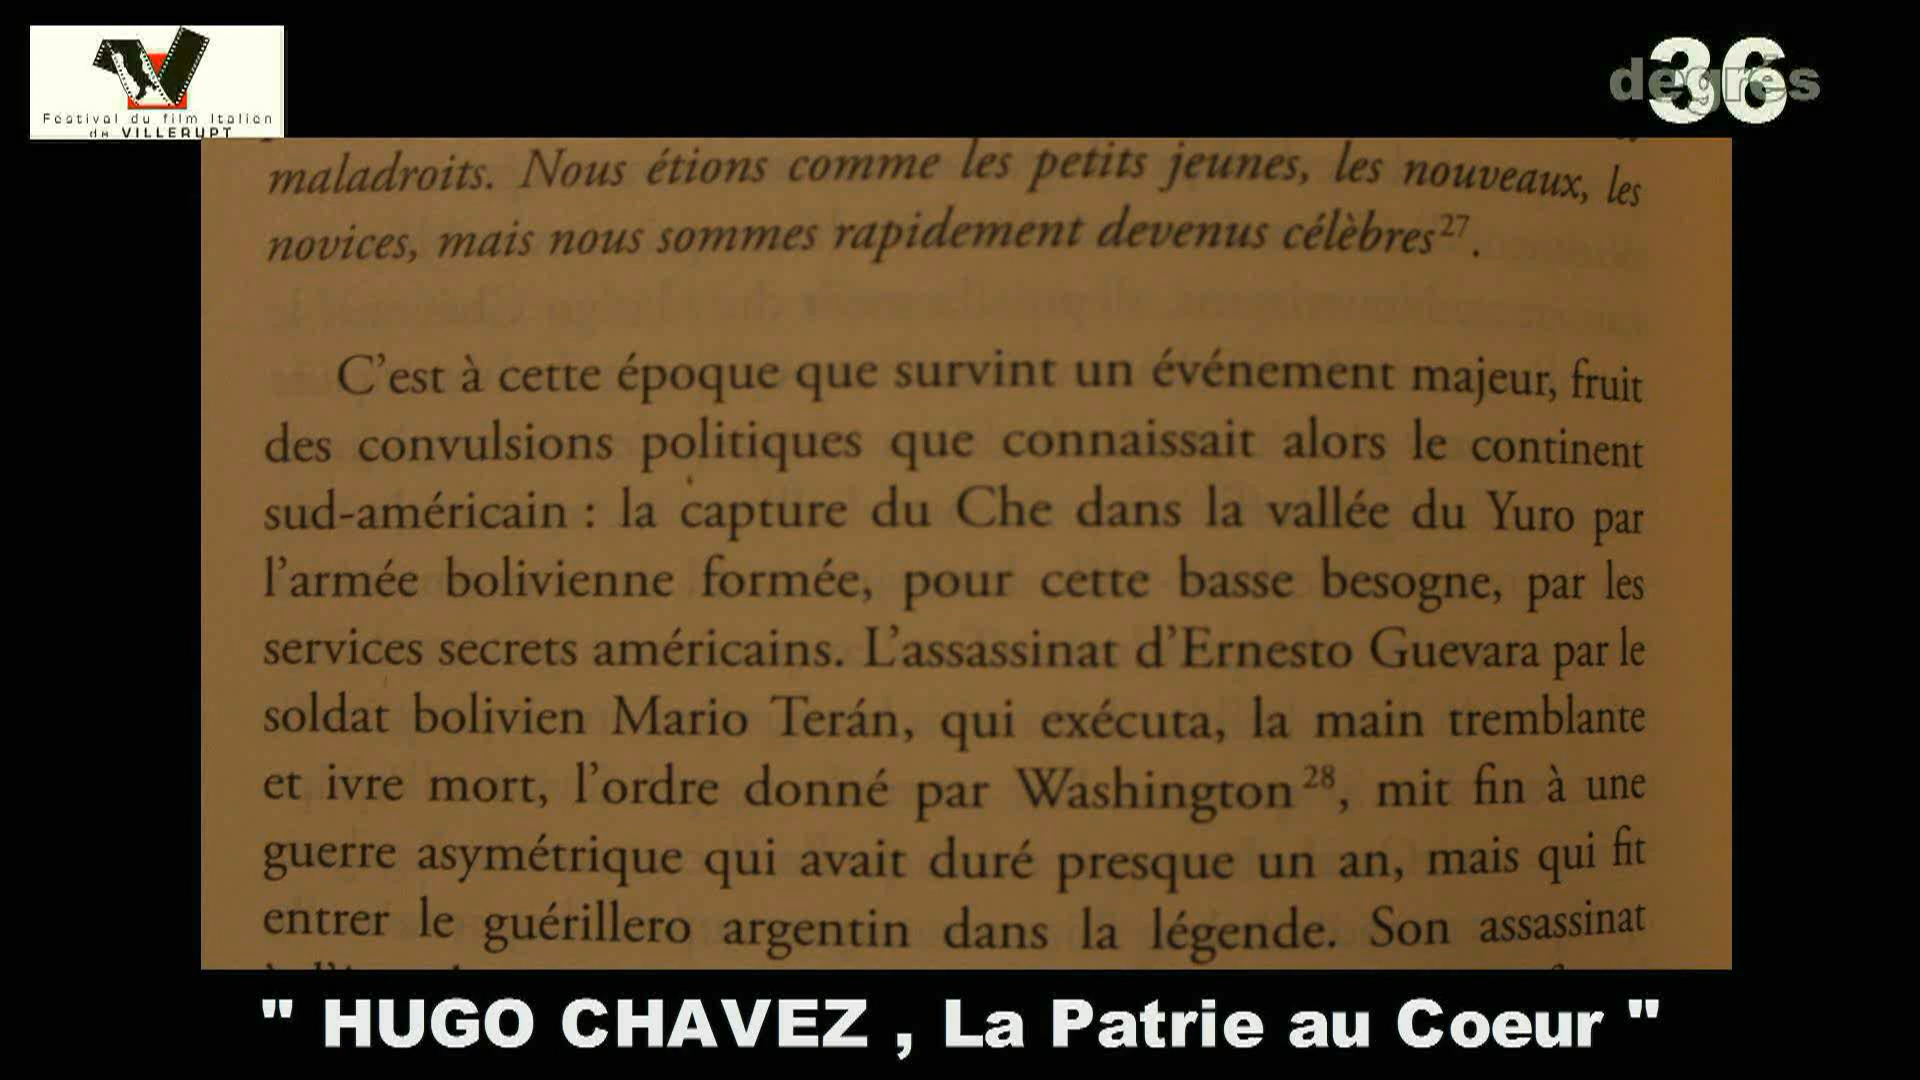 Festival du film Italien
de VILLERUPT
36
degrés
maladroits. Nous étions comme les petits jeunes, les nouveaux, les
novices, mais nous sommes rapidement devenus célèbres27.
C'est à cette époque que survint un événement majeur, fruit
des convulsions politiques que connaissait alors le continent
sud-américain : la capture du Che dans la vallée du Yuro par
l'armée bolivienne formée, pour cette basse besogne, par les
services secrets américains. L'assassinat d'Ernesto Guevara par le
soldat bolivien Mario Terán, qui exécuta, la main tremblante
et ivre mort, l'ordre donné par Washington28, mit fin à une
guerre asymétrique qui avait duré presque un an, mais qui fit
entrer le guérillero argentin dans la légende. Son assassinat
" HUGO CHAVEZ , La Patrie au Coeur "